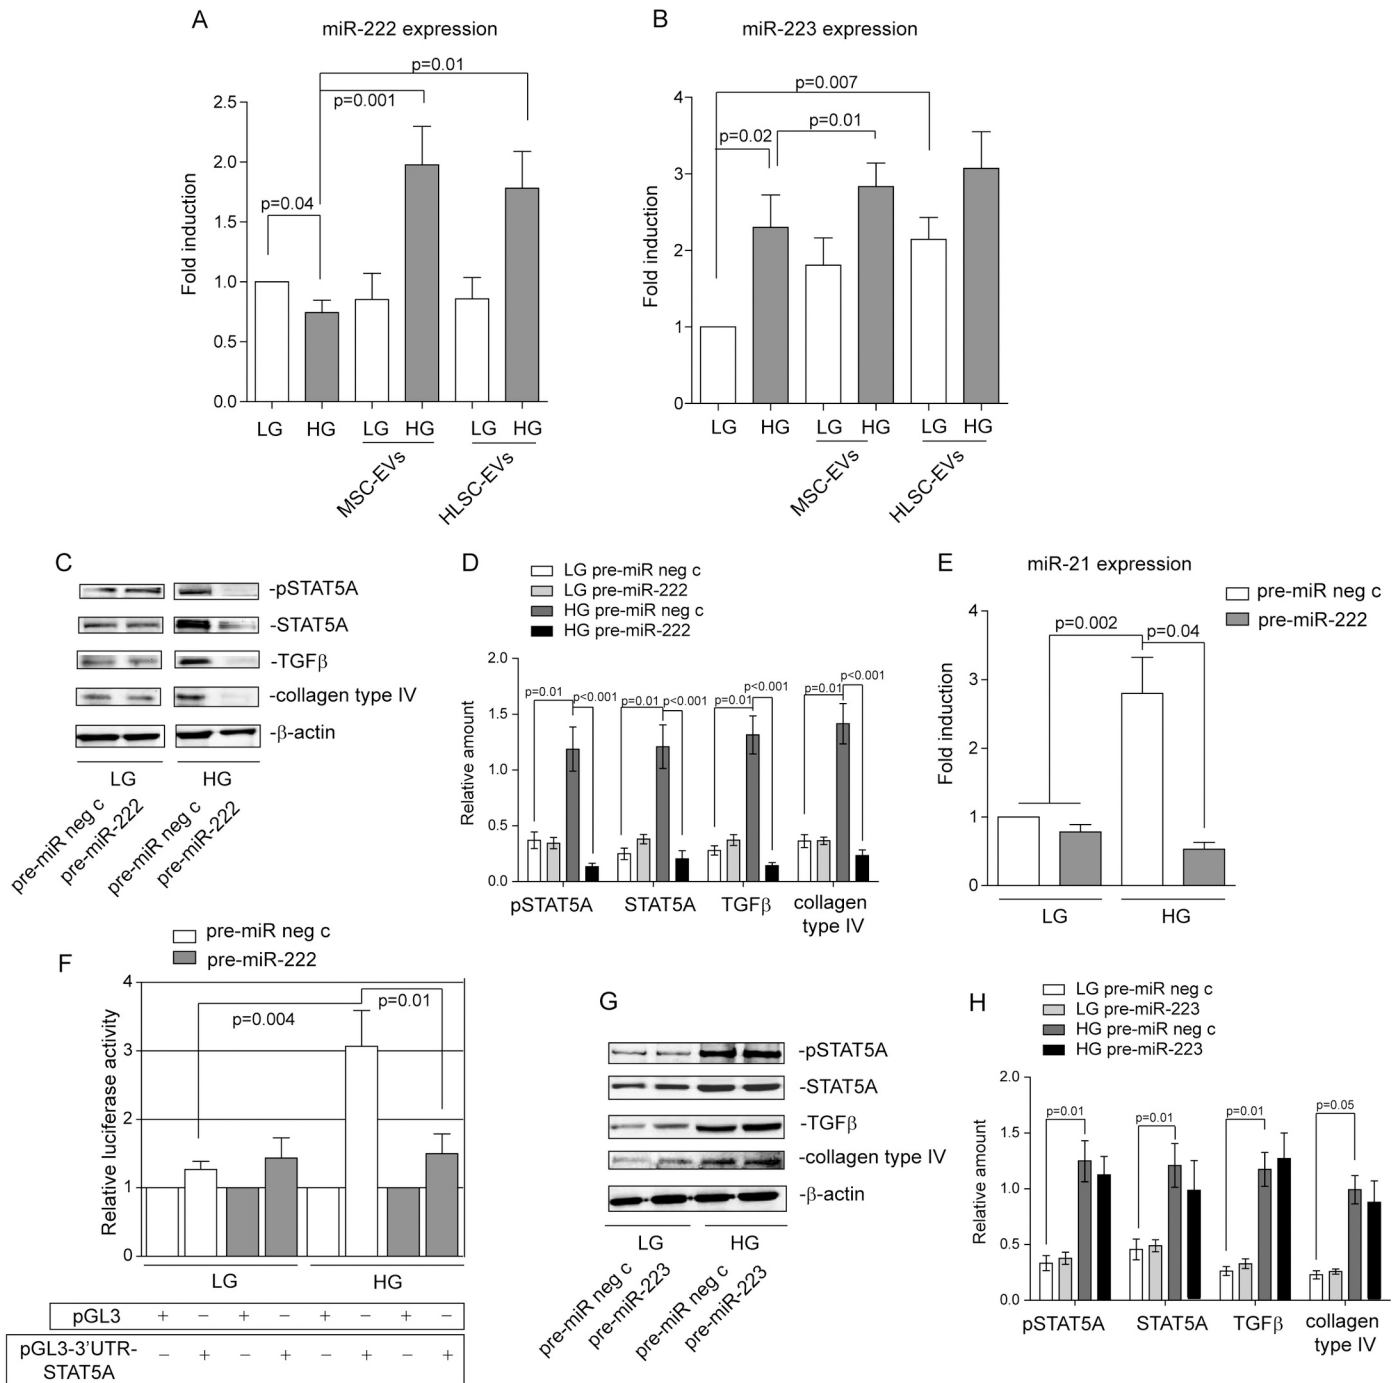 A
miR-222 expression
p=0.01
p=0.001
p=0.04
Fold induction
2.5
2.0
1.5
1.0
0.5
0.0
LG HG LG HG LG HG
MSC-EVs
HLSC-EVs
B
miR-223 expression
p=0.007
p=0.02
p=0.01
Fold induction
4
3
2
1
0
LG HG LG HG LG HG
MSC-EVs
HLSC-EVs
C
-pSTAT5A
-STAT5A
-TGFβ
-collagen type IV
-β-actin
LG HG
pre-miR neg c
pre-miR-222
pre-miR neg c
pre-miR-222
D
LG pre-miR neg c
LG pre-miR-222
HG pre-miR neg c
HG pre-miR-222
Relative amount
2.0
1.5
1.0
0.5
0.0
p=0.01
p<0.001
p=0.01
p<0.001
p=0.01
p<0.001
p=0.01
p<0.001
pSTAT5A STAT5A TGFβ collagen
type IV
E
miR-21 expression
pre-miR neg c
pre-miR-222
p=0.002
p=0.04
Fold induction
4
3
2
1
0
LG HG
F
pre-miR neg c
pre-miR-222
Relative luciferase activity
4
3
2
1
0
p=0.004
p=0.01
LG HG
pGL3 + − + − + − + −
pGL3-3'UTR-
STAT5A − + − + − + − +
G
-pSTAT5A
-STAT5A
-TGFβ
-collagen type IV
-β-actin
LG HG
pre-miR neg c
pre-miR-223
pre-miR neg c
pre-miR-223
H
LG pre-miR neg c
LG pre-miR-223
HG pre-miR neg c
HG pre-miR-223
Relative amount
2.0
1.5
1.0
0.5
0.0
p=0.01
p=0.01
p=0.01
p=0.05
pSTAT5A STAT5A TGFβ collagen
type IV